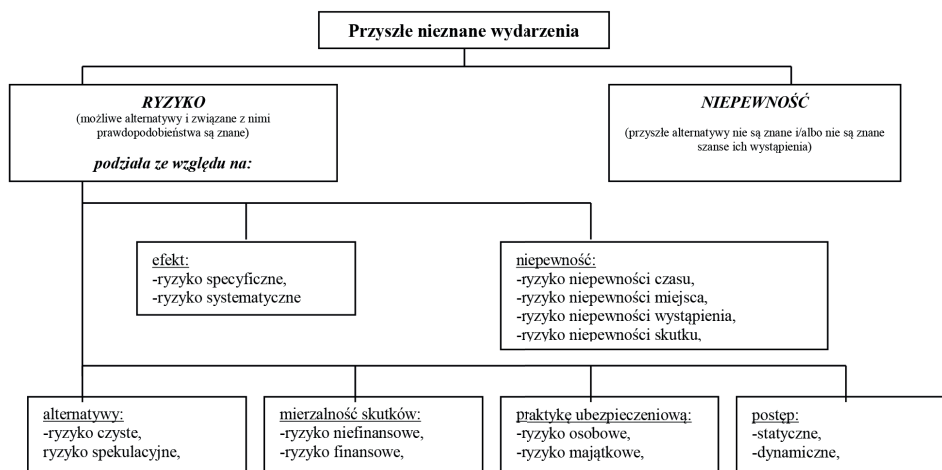 Przyszłe nieznane wydarzenia
RYZYKO
(możliwe alternatywy i związane z nimi
prawdopodobieństwa są znane)
podziała ze względu na:
NIEPEWNOŚĆ
(przyszłe alternatywy nie są znane i/albo nie są znane
szanse ich wystąpienia)
efekt:
-ryzyko specyficzne,
-ryzyko systematyczne
niepewność:
-ryzyko niepewności czasu,
-ryzyko niepewności miejsca,
-ryzyko niepewności wystąpienia,
-ryzyko niepewności skutku,
alternatywy:
-ryzyko czyste,
ryzyko spekulacyjne,
mierzalność skutków:
-ryzyko niefinansowe,
-ryzyko finansowe,
praktykę ubezpieczeniową:
-ryzyko osobowe,
-ryzyko majątkowe,
postęp:
-statyczne,
-dynamiczne,